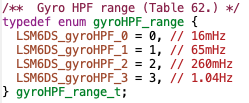 /**  Gyro HPF range (Table 62.) */
typedef enum gyroHPF_range {
  LSM6DS_gyroHPF_0 = 0, // 16mHz
  LSM6DS_gyroHPF_1 = 1, // 65mHz
  LSM6DS_gyroHPF_2 = 2, // 260mHz
  LSM6DS_gyroHPF_3 = 3, // 1.04Hz
} gyroHPF_range_t;